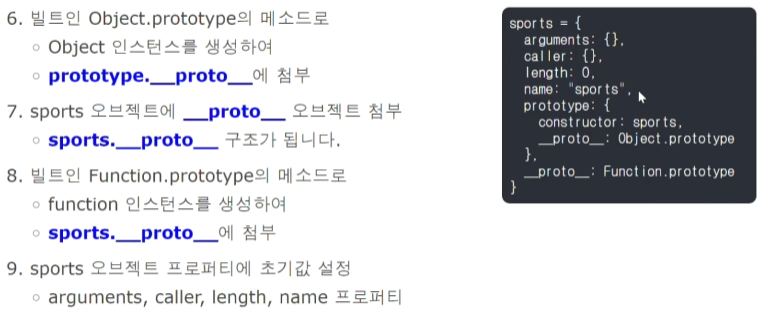 6. 빌트인 Object.prototype의 메소드로
○ Object 인스턴스를 생성하여
○ prototype.__proto__에 첨부
7. sports 오브젝트에 __proto__ 오브젝트 첨부
○ sports.__proto__ 구조가 됩니다.
8. 빌트인 Function.prototype의 메소드로
○ function 인스턴스를 생성하여
○ sports.__proto__에 첨부
9. sports 오브젝트 프로퍼티에 초기값 설정
○ arguments, caller, length, name 프로퍼티
sports = {
  arguments: {},
  caller: {},
  length: 0,
  name: "sports",
  prototype: {
    constructor: sports,
    __proto__: Object.prototype
  },
  __proto__: Function.prototype
}